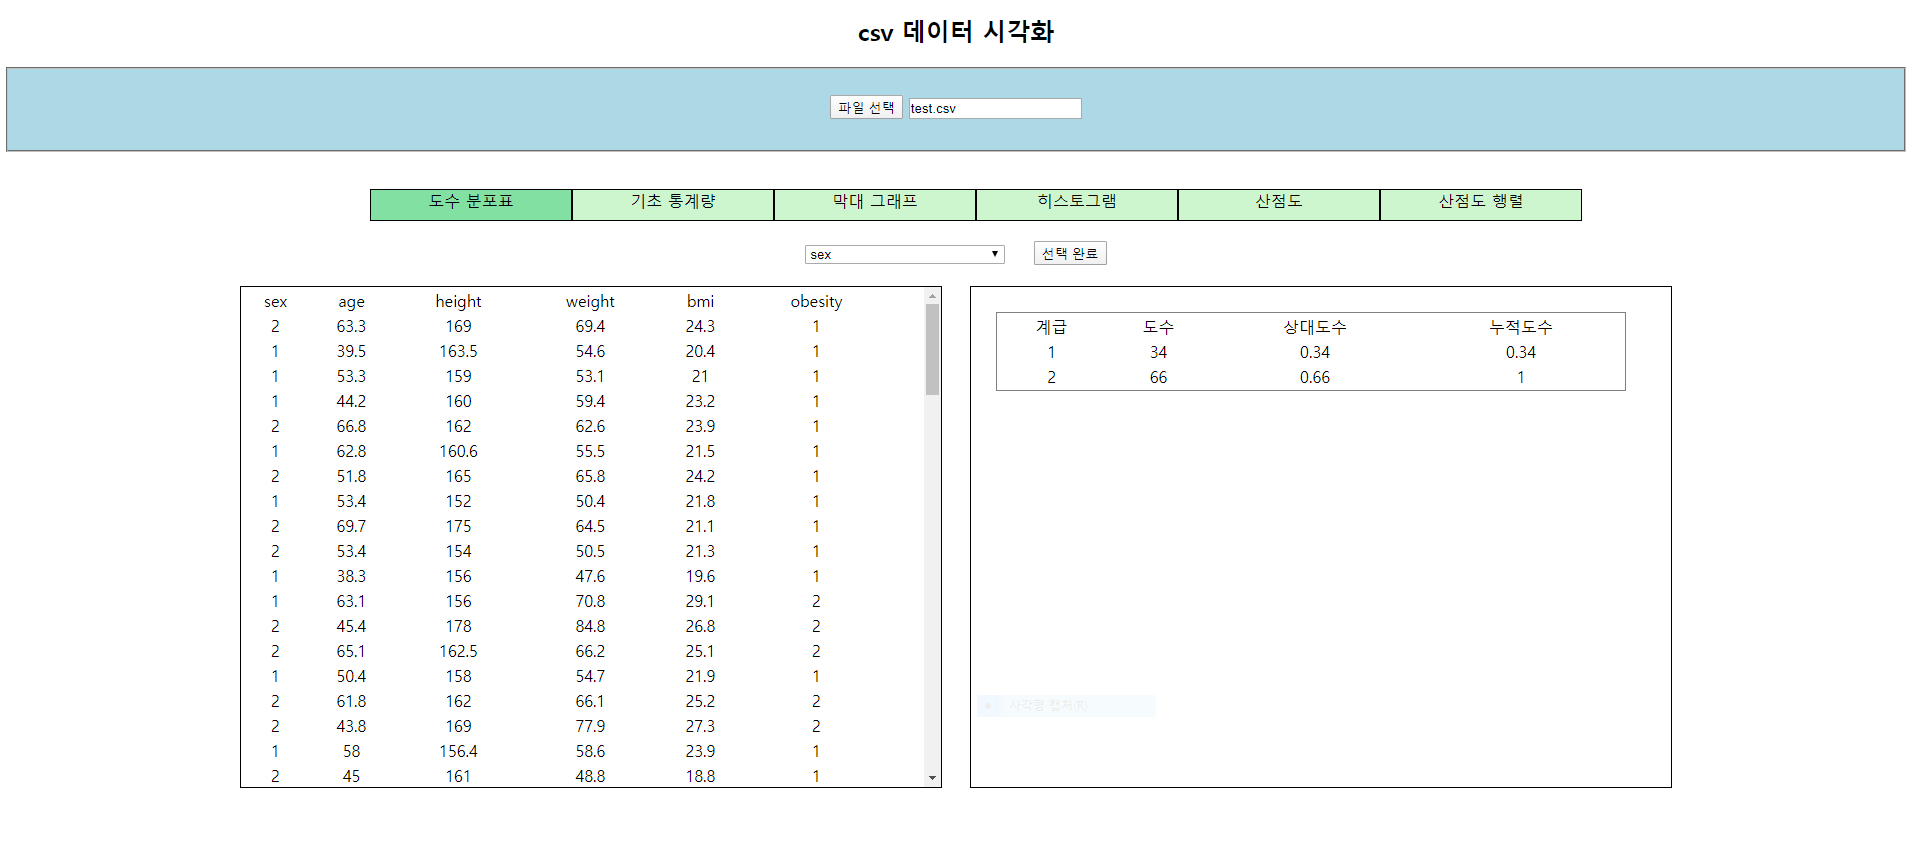 csv 데이터 시각화
파일 선택 test.csv
도수 분포표 기초 통계량 막대 그래프 히스토그램 산점도 산점도 행렬
sex 선택 완료
sex age height weight bmi obesity
2 63.3 169 69.4 24.3 1
1 39.5 163.5 54.6 20.4 1
1 53.3 159 53.1 21 1
1 44.2 160 59.4 23.2 1
2 66.8 162 62.6 23.9 1
1 62.8 160.6 55.5 21.5 1
2 51.8 165 65.8 24.2 1
1 53.4 152 50.4 21.8 1
2 69.7 175 64.5 21.1 1
2 53.4 154 50.5 21.3 1
1 38.3 156 47.6 19.6 1
1 63.1 156 70.8 29.1 2
2 45.4 178 84.8 26.8 2
2 65.1 162.5 66.2 25.1 2
1 50.4 158 54.7 21.9 1
2 61.8 162 66.1 25.2 2
2 43.8 169 77.9 27.3 2
1 58 156.4 58.6 23.9 1
2 45 161 48.8 18.8 1
계급 도수 상대도수 누적도수
1 34 0.34 0.34
2 66 0.66 1
사각형 캡처(R)